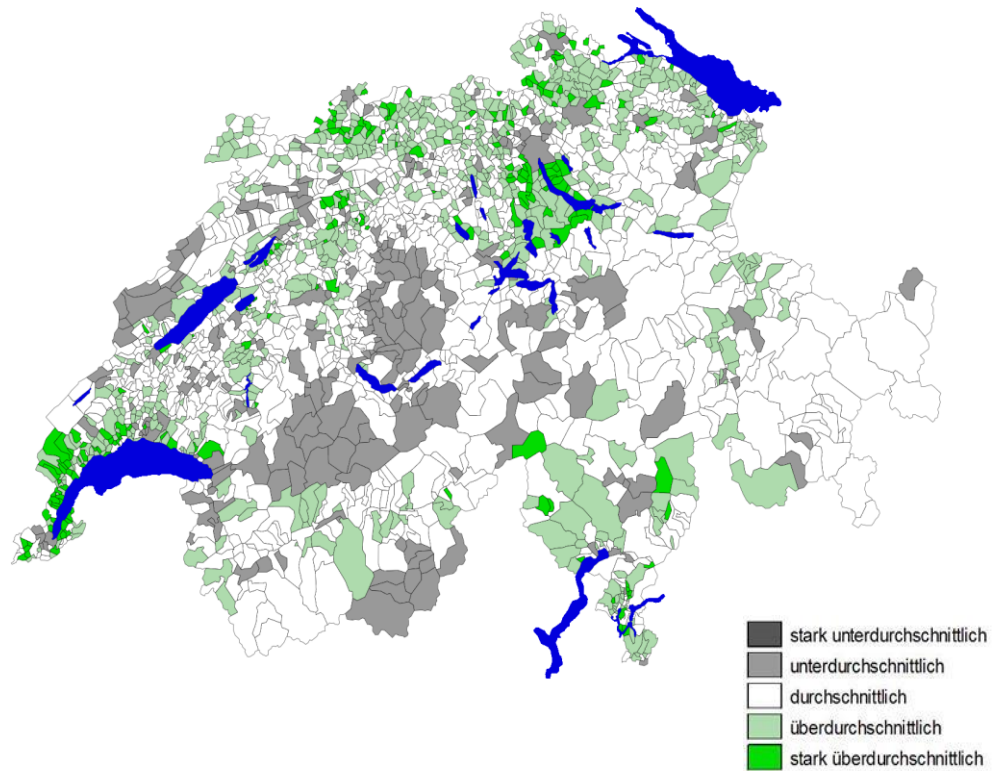 stark unterdurchschnittlich
unterdurchschnittlich
durchschnittlich
überdurchschnittlich
stark überdurchschnittlich